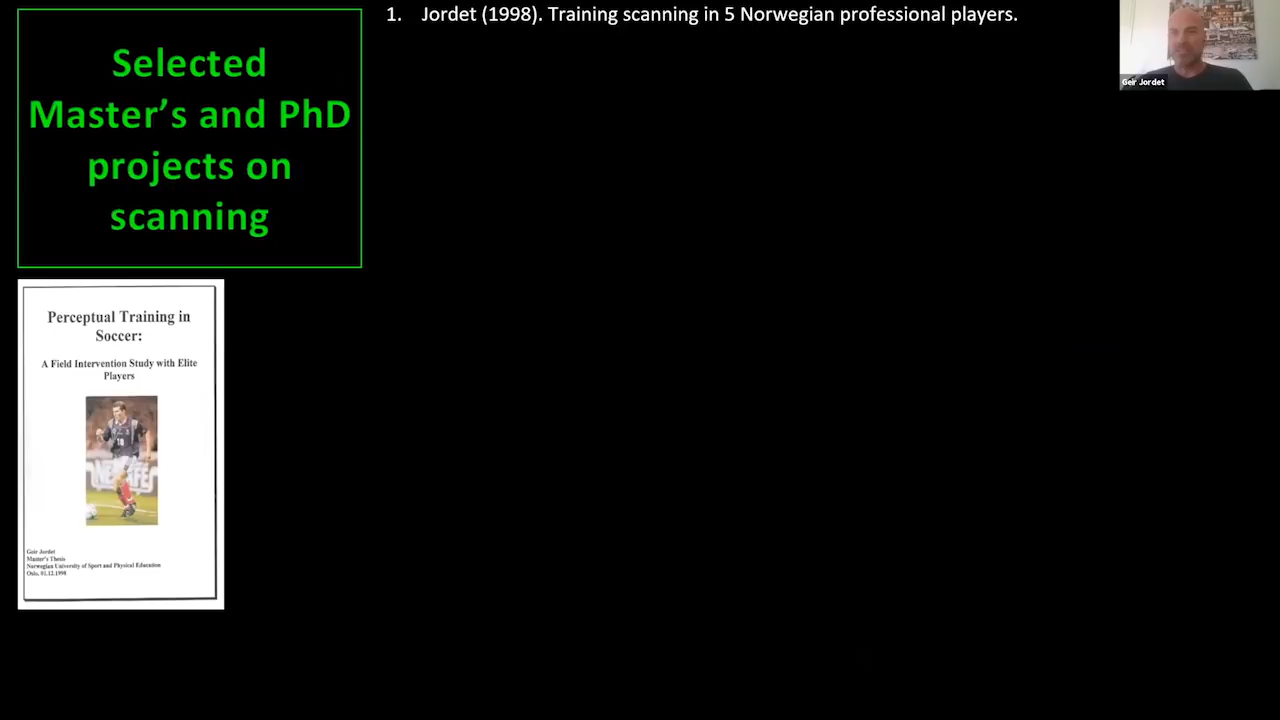 Selected
Master’s and PhD
projects on
scanning
1. Jordet (1998). Training scanning in 5 Norwegian professional players.
Geir Jordet
Perceptual Training in
Soccer:
A Field Intervention Study with Elite
Players
10
Geir Jordet
Master's Thesis
Norwegian University of Sport and Physical Education
Oslo, 01.12.1998